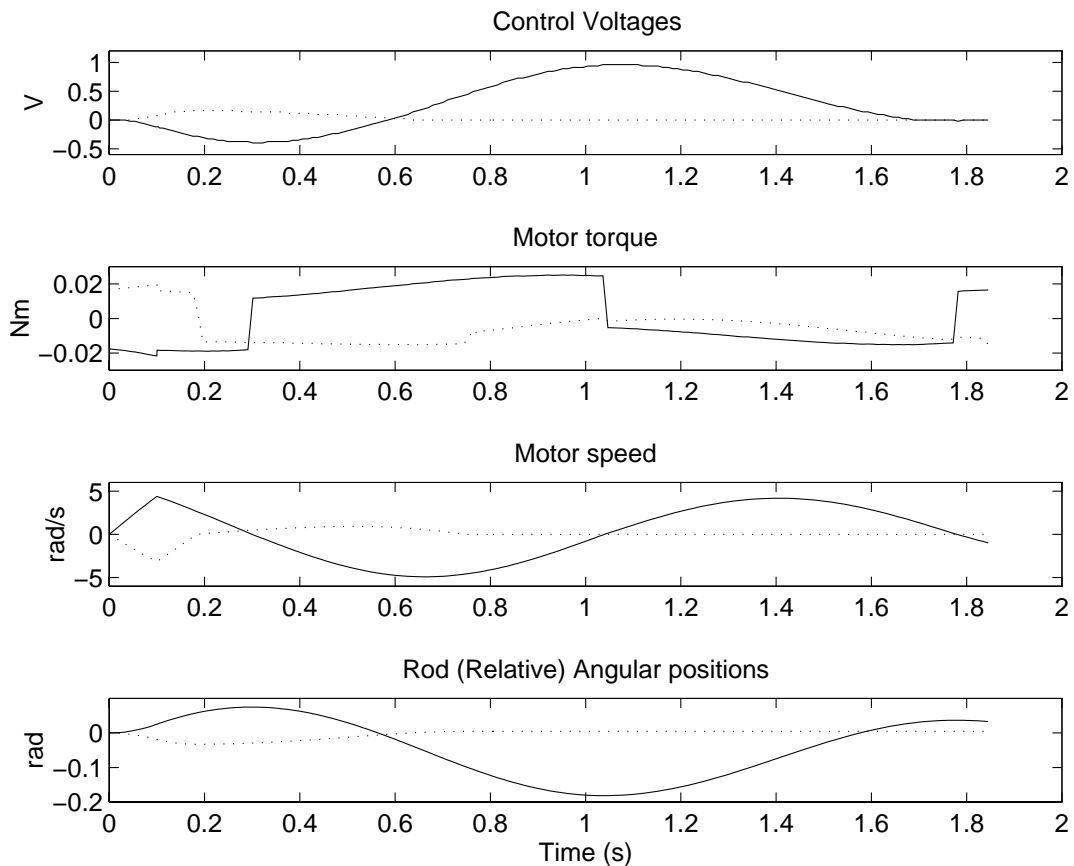 Control Voltages
1
0.5
0
−0.5
V
0 0.2 0.4 0.6 0.8 1 1.2 1.4 1.6 1.8 2
Motor torque
0.02
0
−0.02
Nm
0 0.2 0.4 0.6 0.8 1 1.2 1.4 1.6 1.8 2
Motor speed
5
0
−5
rad/s
0 0.2 0.4 0.6 0.8 1 1.2 1.4 1.6 1.8 2
Rod (Relative) Angular positions
0
−0.1
−0.2
rad
0 0.2 0.4 0.6 0.8 1 1.2 1.4 1.6 1.8 2
Time (s)